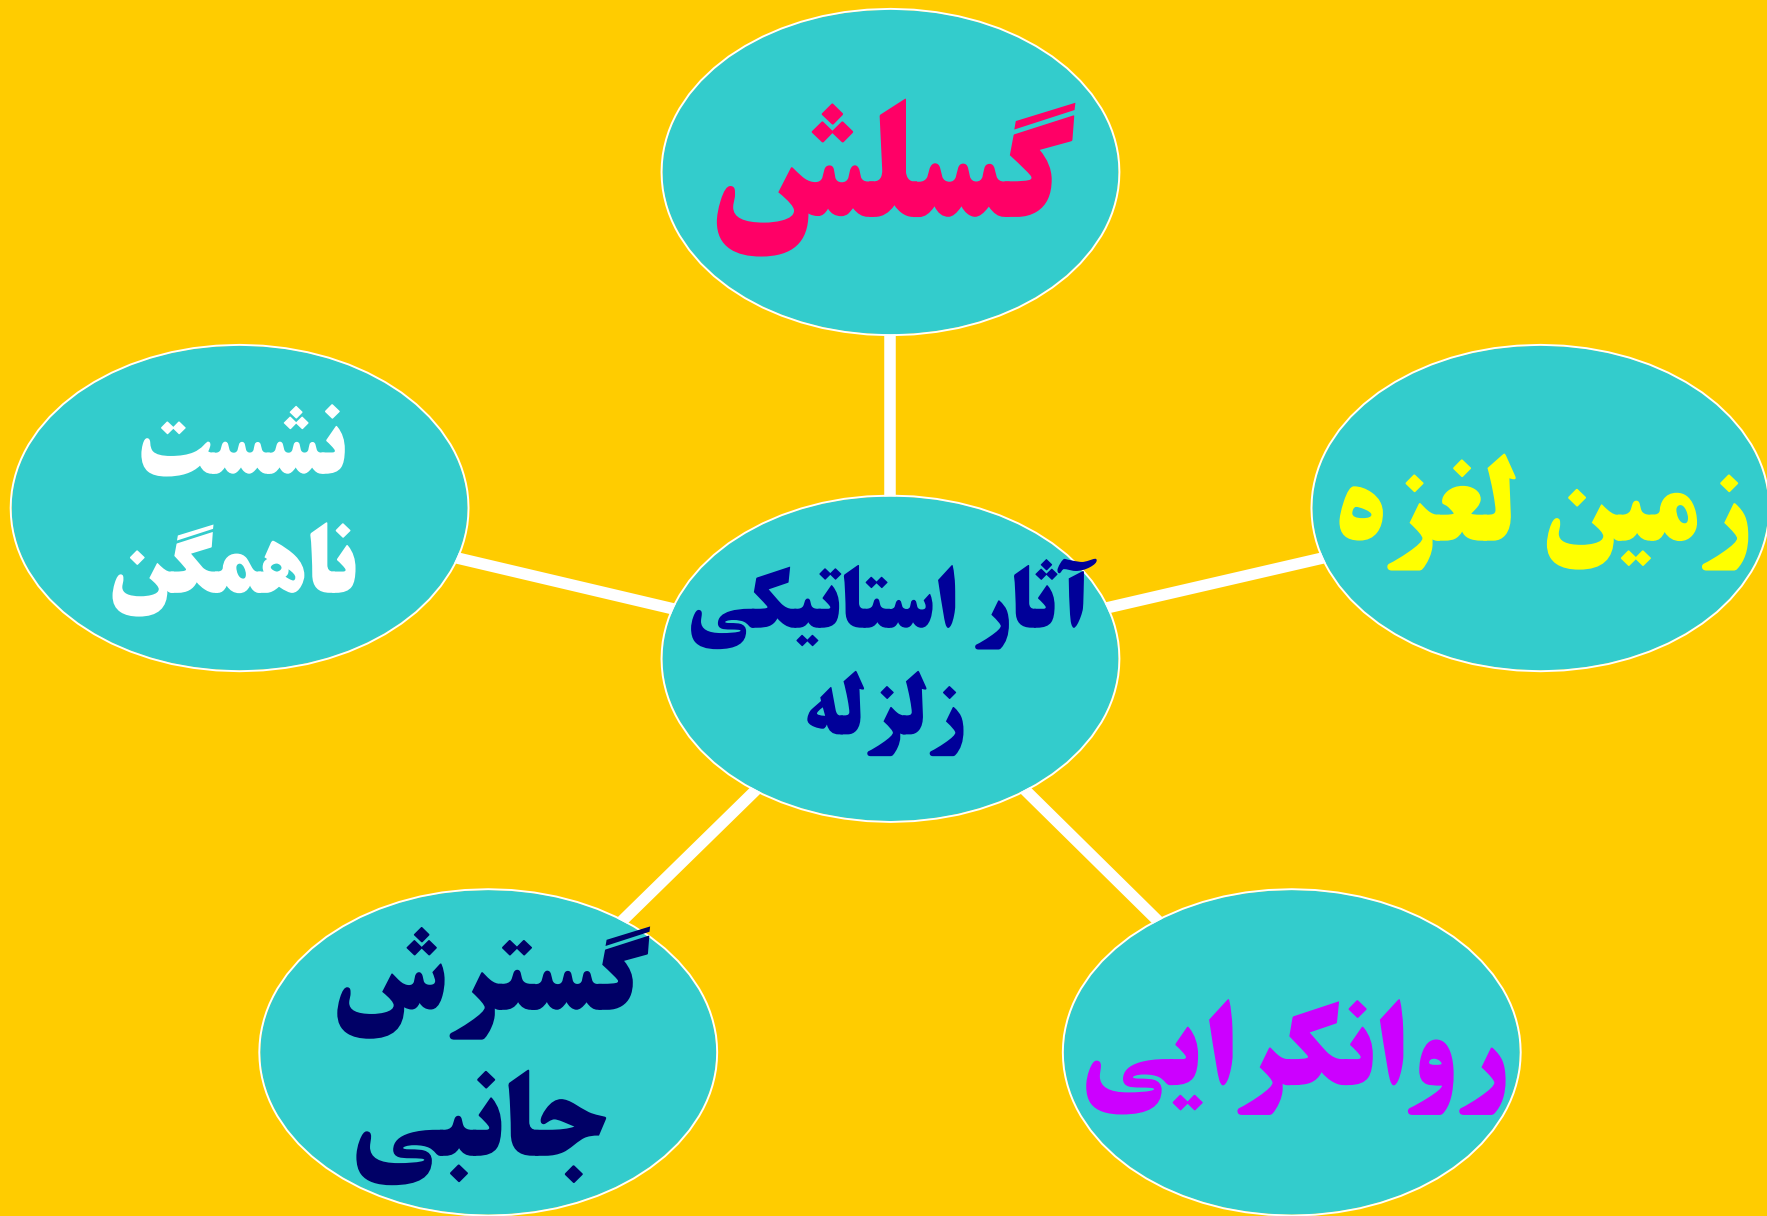 گسلش
زمین لغزه
نشست
ناهمگن
آثار استاتیکی
زلزله
روانکرایی
گسترش
جانبی